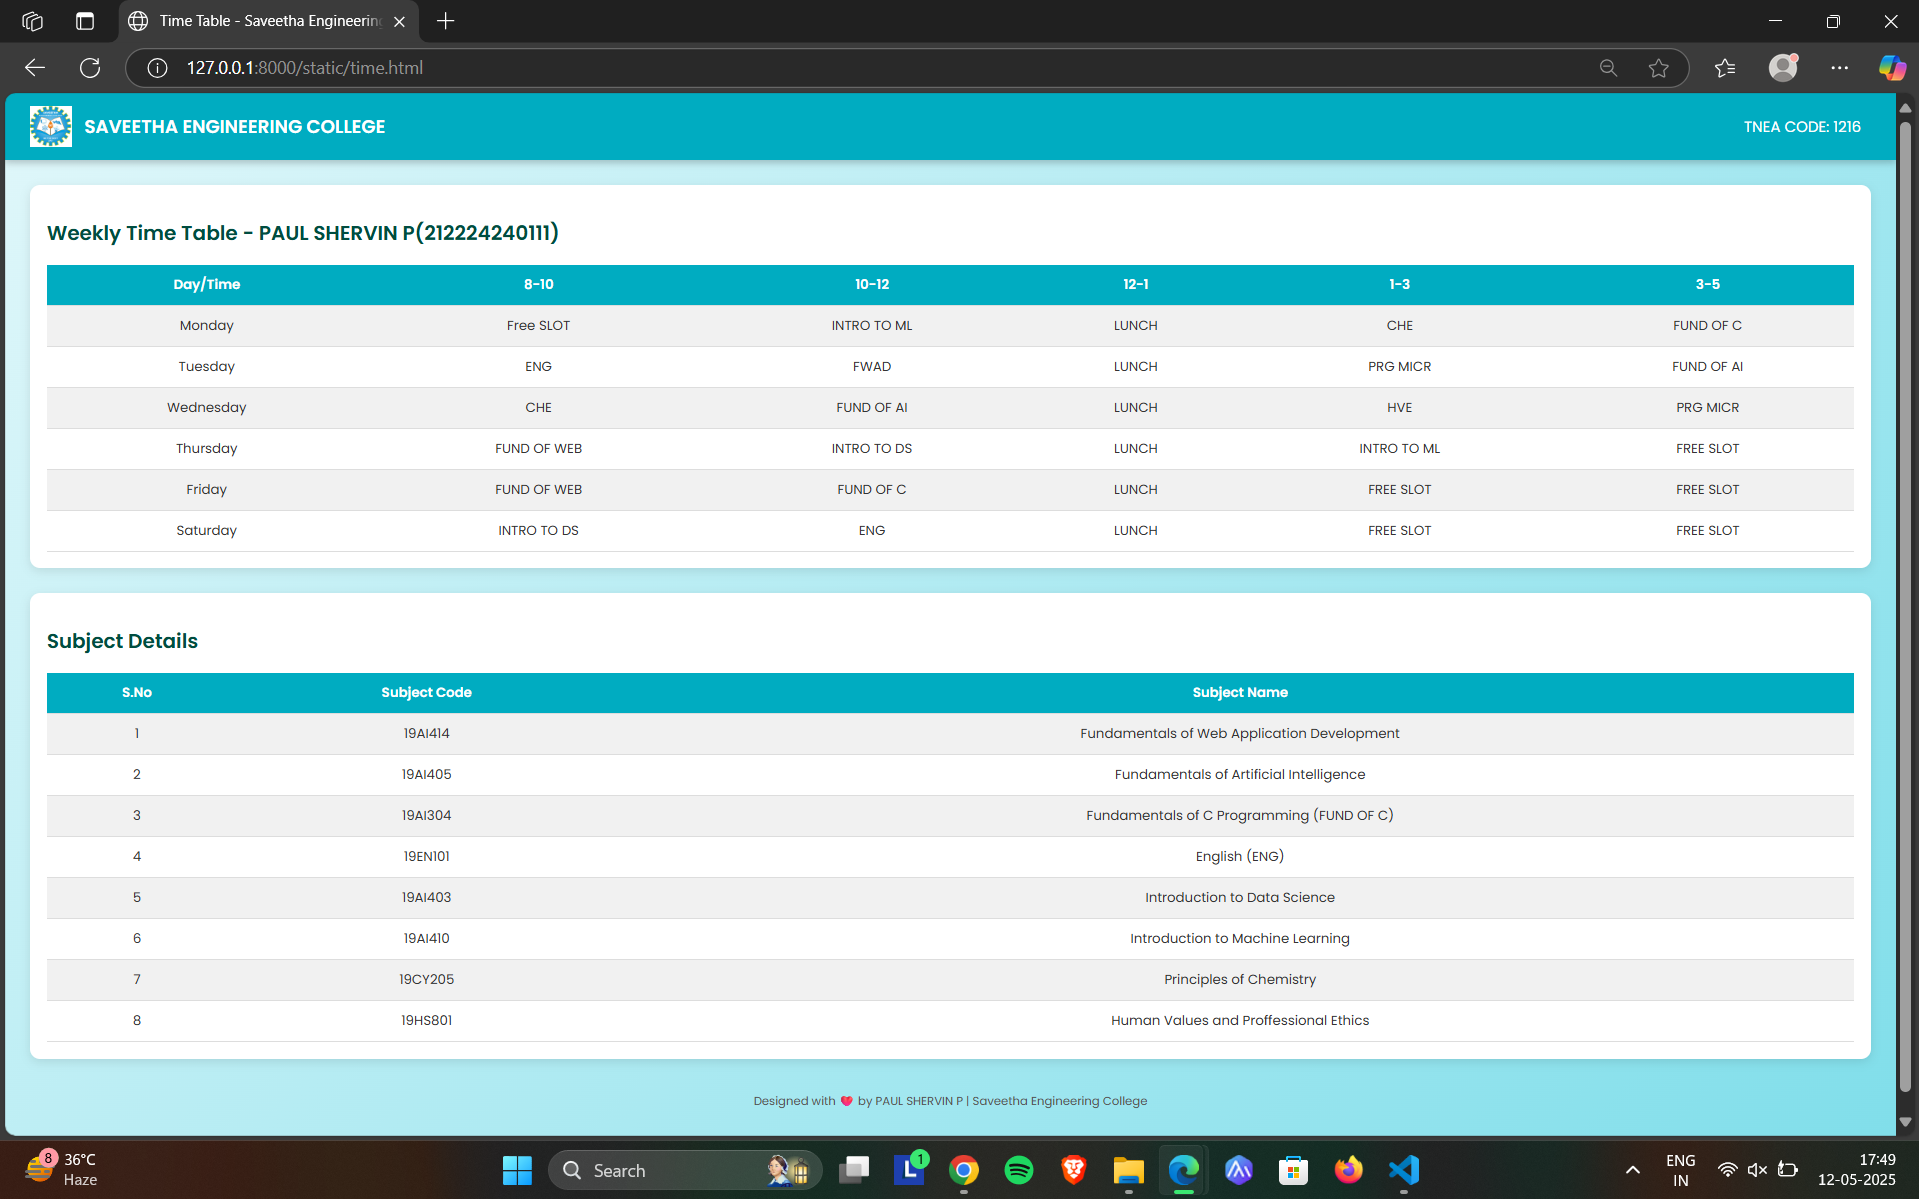 Time Table - Saveetha Engineerin
127.0.0.1:8000/static/time.html
SAVEETHA ENGINEERING COLLEGE
TNEA CODE: 1216
Weekly Time Table - PAUL SHERVIN P(212224240111)
Day/Time 8-10 10-12 12-1 1-3 3-5
Monday Free SLOT INTRO TO ML LUNCH CHE FUND OF C
Tuesday ENG FWAD LUNCH PRG MICR FUND OF AI
Wednesday CHE FUND OF AI LUNCH HVE PRG MICR
Thursday FUND OF WEB INTRO TO DS LUNCH INTRO TO ML FREE SLOT
Friday FUND OF WEB FUND OF C LUNCH FREE SLOT FREE SLOT
Saturday INTRO TO DS ENG LUNCH FREE SLOT FREE SLOT
Subject Details
S.No Subject Code Subject Name
1 19AI414 Fundamentals of Web Application Development
2 19AI405 Fundamentals of Artificial Intelligence
3 19AI304 Fundamentals of C Programming (FUND OF C)
4 19EN101 English (ENG)
5 19AI403 Introduction to Data Science
6 19AI410 Introduction to Machine Learning
7 19CY205 Principles of Chemistry
8 19HS801 Human Values and Proffessional Ethics
Designed with ❤️ by PAUL SHERVIN P | Saveetha Engineering College
8
36°C
Haze
Search
L
1
ENG
IN
17:49
12-05-2025